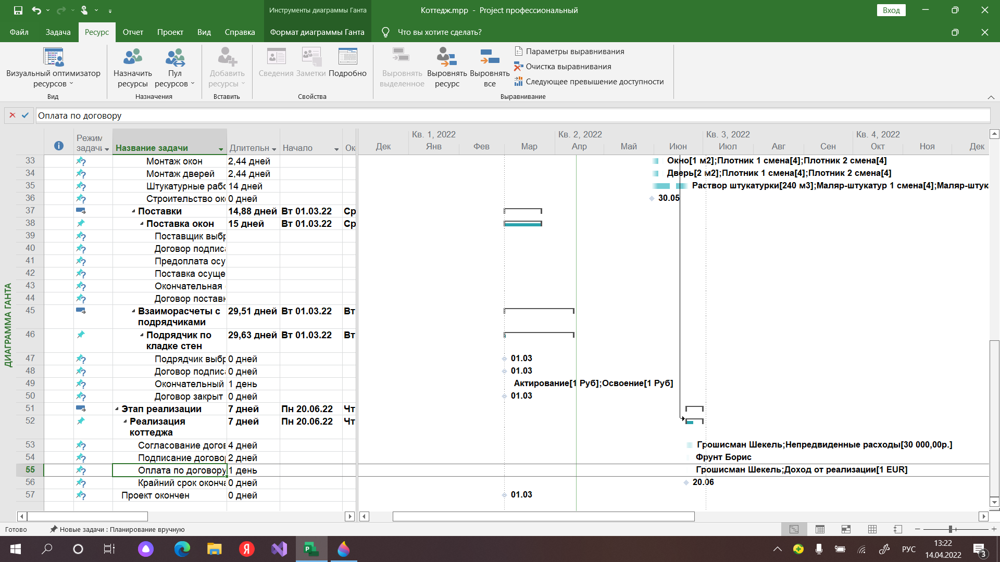 Инструменты диаграммы Ганта
Коттедж.mpp - Project профессиональный
Вход
Файл Задача Ресурс Отчет Проект Вид Справка Формат диаграммы Ганта Что вы хотите сделать?
Визуальный оптимизатор ресурсов
Вид
Назначить ресурсы
Пул ресурсов
Назначения
Добавить ресурсы
Вставить
Сведения Заметки Подробно
Свойства
Выровнять выделенное
Выровнять ресурс
Выровнять все
Параметры выравнивания
Очистка выравнивания
Следующее превышение доступности
Выравнивание
Оплата по договору
ДИАГРАММА ГАНТА
Режим задачи
Название задачи
Длительн
Начало
Ок
Кв. 1, 2022 Кв. 2, 2022 Кв. 3, 2022 Кв. 4, 2022
Дек Янв Фев Мар Апр Май Июн Июл Авг Сен Окт Ноя Дек
33 Монтаж окон 2,44 дней Окно[1 м2];Плотник 1 смена[4];Плотник 2 смена[4]
34 Монтаж дверей 2,44 дней Дверь[2 м2];Плотник 1 смена[4];Плотник 2 смена[4]
35 Штукатурные рабо 14 дней Раствор штукатурки[240 м3];Маляр-штукатур 1 смена[4];Маляр-штук
36 Строительство ок 0 дней 30.05
37 Поставки 14,88 дней Вт 01.03.22 Ср
38 Поставка окон 15 дней Вт 01.03.22 Ср
39 Поставщик выбр
40 Договор подписа
41 Предоплата осу
42 Поставка осуще
43 Окончательная
44 Договор поставк
45 Взаиморасчеты с подрядчиками 29,51 дней Вт 01.03.22 Вт
46 Подрядчик по кладке стен 29,63 дней Вт 01.03.22 Вт
47 Подрядчик выбр 0 дней 01.03
48 Договор подписа 0 дней 01.03
49 Окончательный 1 день Актирование[1 Руб];Освоение[1 Руб]
50 Договор закрыт 0 дней 01.03
51 Этап реализации 7 дней Пн 20.06.22 Чт
52 Реализация коттеджа 7 дней Пн 20.06.22 Чт
53 Согласование догов 4 дней Грошисман Шекель;Непредвиденные расходы[30 000,00р.]
54 Подписание догово 2 дней Фрунт Борис
55 Оплата по договору 1 день Грошисман Шекель;Доход от реализации[1 EUR]
56 Крайний срок оконча 0 дней 20.06
57 Проект окончен 0 дней 01.03
Готово Новые задачи : Планирование вручную
Я
P
РУС
13:22
14.04.2022
3